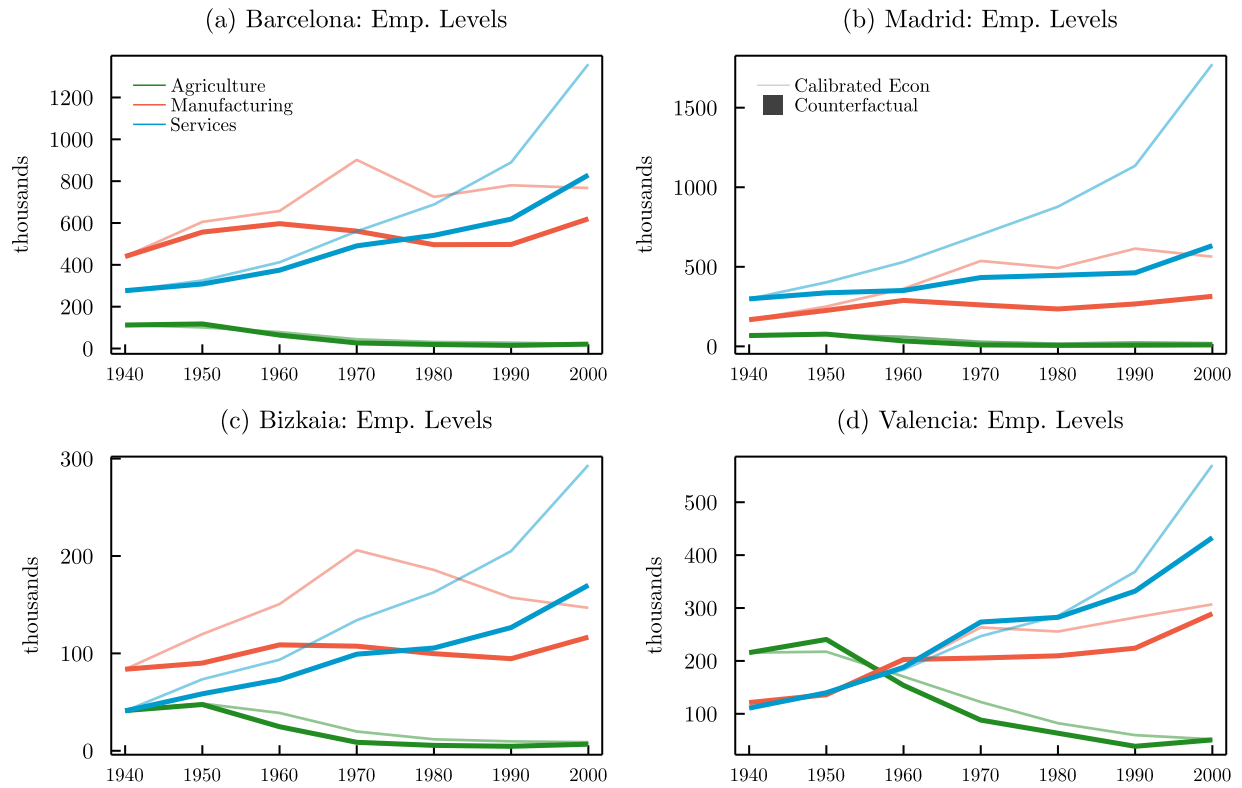 (a) Barcelona: Emp. Levels
thousands
1200
1000
800
600
400
200
0
Agriculture
Manufacturing
Services
1940 1950 1960 1970 1980 1990 2000
(b) Madrid: Emp. Levels
thousands
1500
1000
500
0
Calibrated Econ
Counterfactual
1940 1950 1960 1970 1980 1990 2000
(c) Bizkaia: Emp. Levels
thousands
300
200
100
0
1940 1950 1960 1970 1980 1990 2000
(d) Valencia: Emp. Levels
thousands
500
400
300
200
100
1940 1950 1960 1970 1980 1990 2000